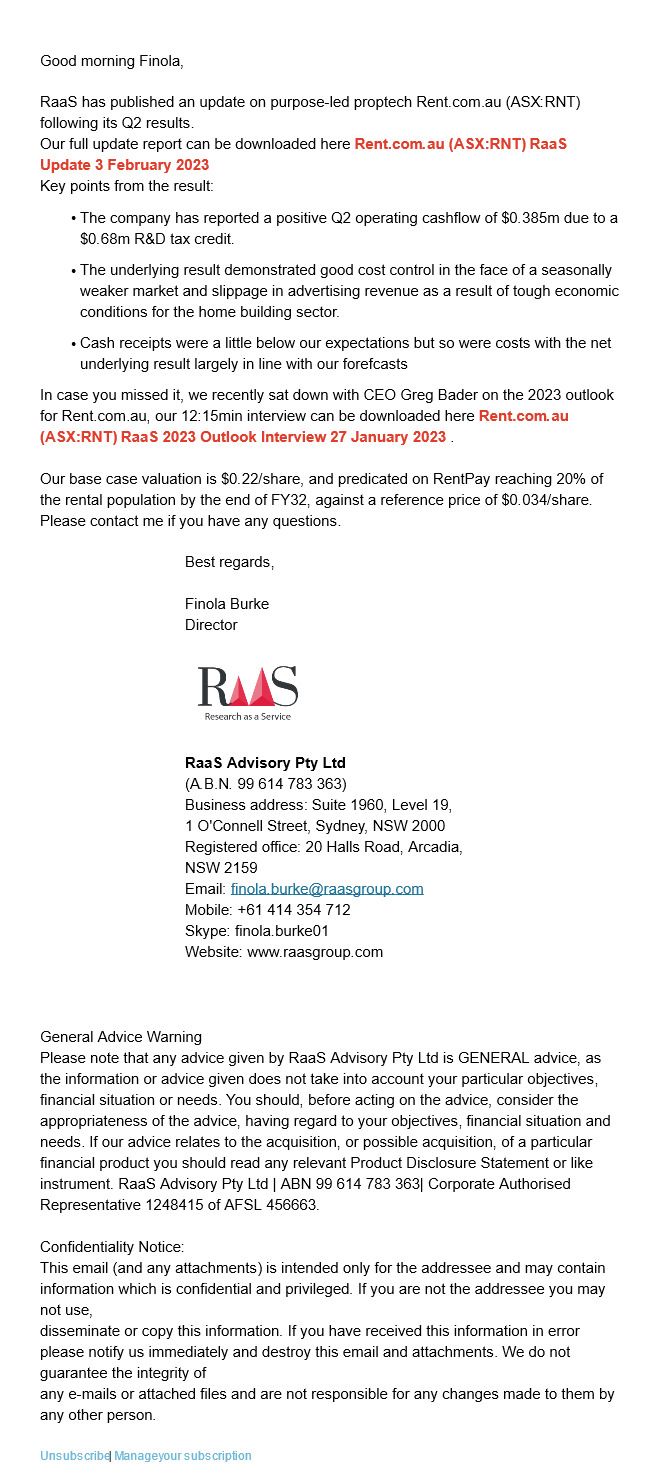 Good morning Finola,
RaaS has published an update on purpose-led proptech Rent.com.au (ASX:RNT)
following its Q2 results.
Our full update report can be downloaded here Rent.com.au (ASX:RNT) RaaS
Update 3 February 2023
Key points from the result:
• The company has reported a positive Q2 operating cashflow of $0.385m due to a
$0.68m R&D tax credit.
• The underlying result demonstrated good cost control in the face of a seasonally
weaker market and slippage in advertising revenue as a result of tough economic
conditions for the home building sector.
• Cash receipts were a little below our expectations but so were costs with the net
underlying result largely in line with our forefcasts
In case you missed it, we recently sat down with CEO Greg Bader on the 2023 outlook
for Rent.com.au, our 12:15min interview can be downloaded here Rent.com.au
(ASX:RNT) RaaS 2023 Outlook Interview 27 January 2023 .
Our base case valuation is $0.22/share, and predicated on RentPay reaching 20% of
the rental population by the end of FY32, against a reference price of $0.034/share.
Please contact me if you have any questions.
Best regards,
Finola Burke
Director
RaaS
Research as a Service
RaaS Advisory Pty Ltd
(A.B.N. 99 614 783 363)
Business address: Suite 1960, Level 19,
1 O'Connell Street, Sydney, NSW 2000
Registered office: 20 Halls Road, Arcadia,
NSW 2159
Email: finola.burke@raasgroup.com
Mobile: +61 414 354 712
Skype: finola.burke01
Website: www.raasgroup.com
General Advice Warning
Please note that any advice given by RaaS Advisory Pty Ltd is GENERAL advice, as
the information or advice given does not take into account your particular objectives,
financial situation or needs. You should, before acting on the advice, consider the
appropriateness of the advice, having regard to your objectives, financial situation and
needs. If our advice relates to the acquisition, or possible acquisition, of a particular
financial product you should read any relevant Product Disclosure Statement or like
instrument. RaaS Advisory Pty Ltd | ABN 99 614 783 363| Corporate Authorised
Representative 1248415 of AFSL 456663.
Confidentiality Notice:
This email (and any attachments) is intended only for the addressee and may contain
information which is confidential and privileged. If you are not the addressee you may
not use,
disseminate or copy this information. If you have received this information in error
please notify us immediately and destroy this email and attachments. We do not
guarantee the integrity of
any e-mails or attached files and are not responsible for any changes made to them by
any other person.
Unsubscribe| Manageyour subscription